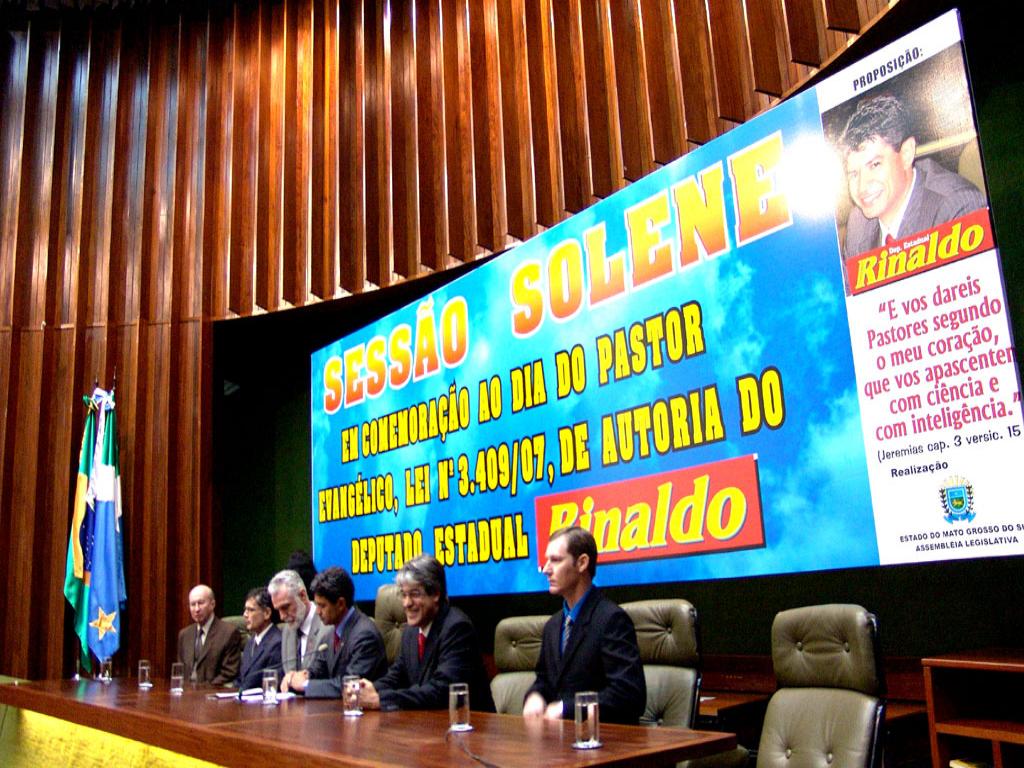 SESSÃO SOLENE
EM COMEMORAÇÃO AO DIA DO PASTOR
EVANGÉLICO, LEI Nº 3.409/07, DE AUTORIA DO
DEPUTADO ESTADUAL Rinaldo
PROPOSIÇÃO:
Dep. Estadual
Rinaldo
"E vos dareis
Pastores segundo
o meu coração,
que vos apascentem
com ciência e
com inteligência."
(Jeremias cap. 3 versic. 15
Realização
ESTADO DO MATO GROSSO DO
ASSEMBLEIA LEGISLATIVA